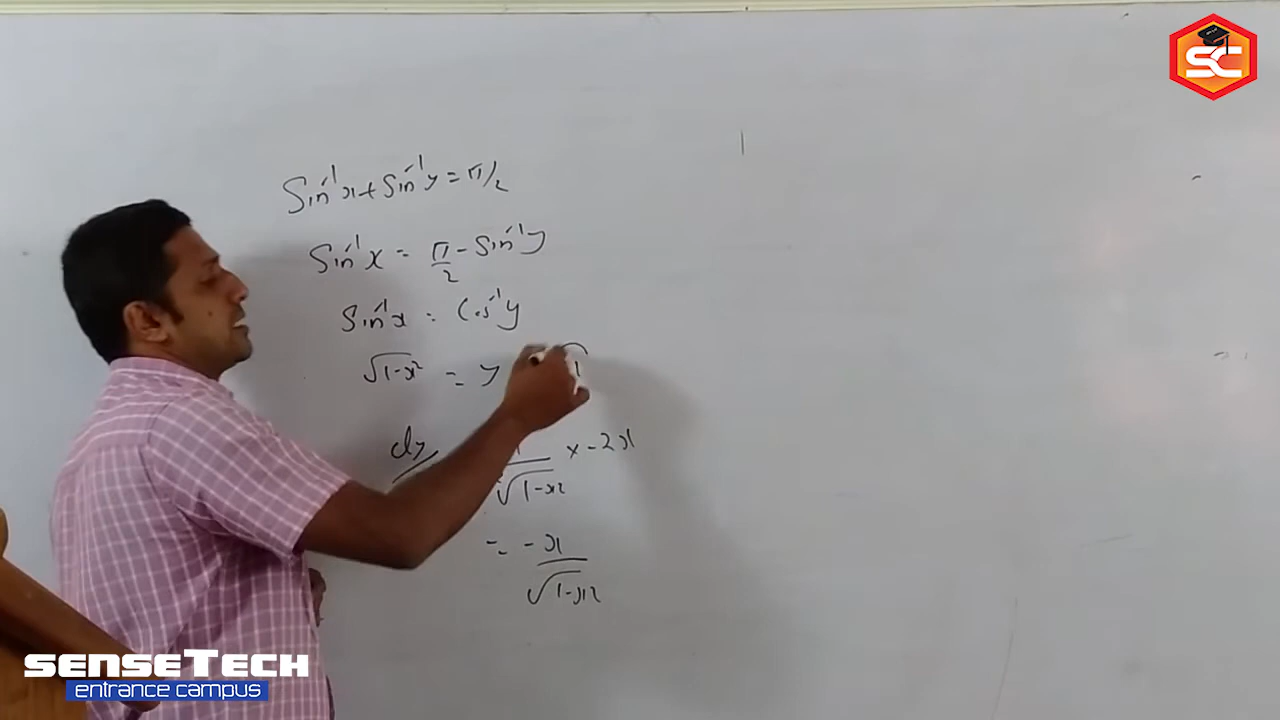 SC
Sin⁻¹x + Sin⁻¹y = π/2
Sin⁻¹x = π/2 - Sin⁻¹y
Sin⁻¹x = Cos⁻¹y
√1-x² = y
dy
√1-x² × -2x
= -x/√1-x²
SENSETECH
entrance campus